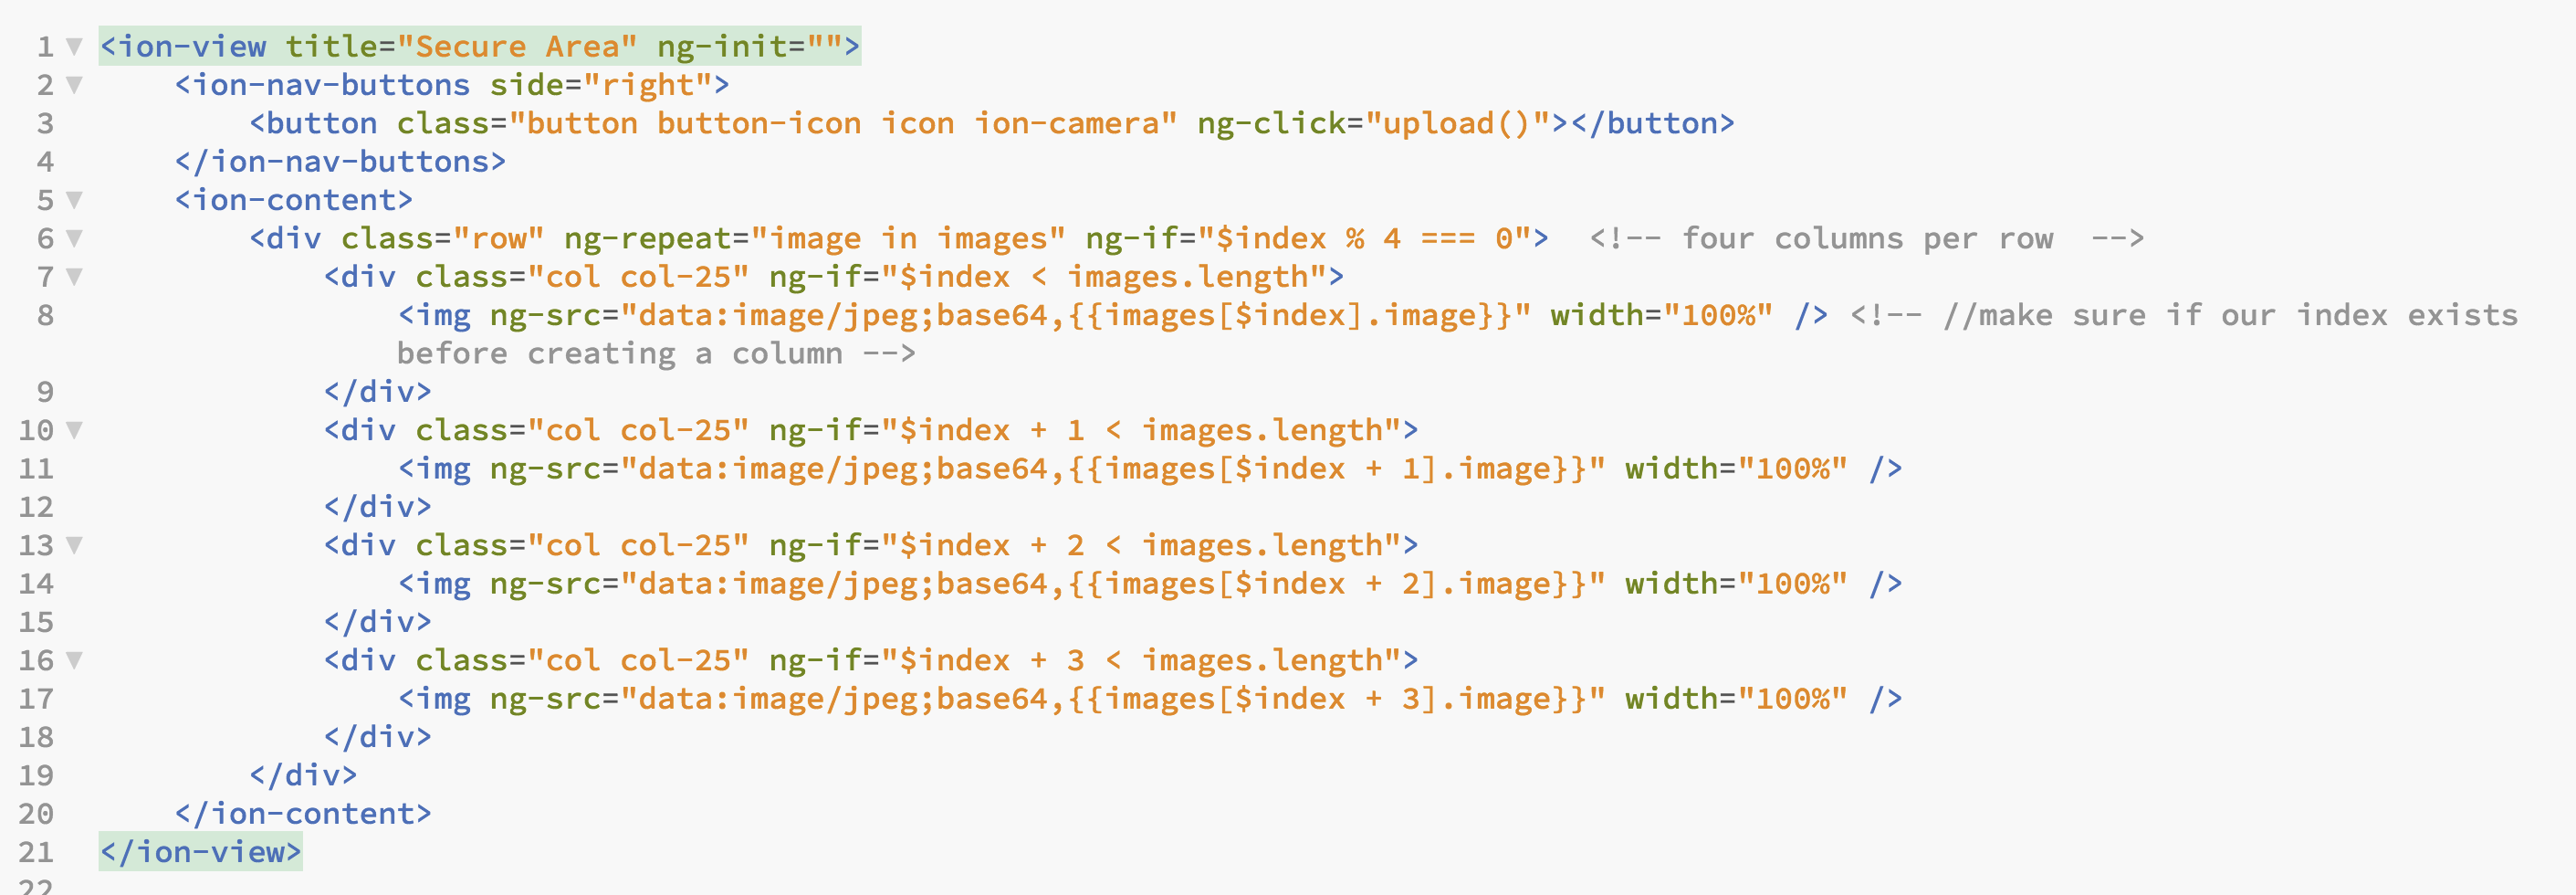 1 ▼ <ion-view title="Secure Area" ng-init="">
2 ▼     <ion-nav-buttons side="right">
3         <button class="button button-icon icon ion-camera" ng-click="upload()"></button>
4     </ion-nav-buttons>
5 ▼     <ion-content>
6 ▼         <div class="row" ng-repeat="image in images" ng-if="$index % 4 === 0">  <!-- four columns per row  -->
7 ▼             <div class="col col-25" ng-if="$index < images.length">
8                 <img ng-src="data:image/jpeg;base64,{{images[$index].image}}" width="100%" /> <!-- //make sure if our index exists
                before creating a column -->
9             </div>
10 ▼             <div class="col col-25" ng-if="$index + 1 < images.length">
11                 <img ng-src="data:image/jpeg;base64,{{images[$index + 1].image}}" width="100%" />
12             </div>
13 ▼             <div class="col col-25" ng-if="$index + 2 < images.length">
14                 <img ng-src="data:image/jpeg;base64,{{images[$index + 2].image}}" width="100%" />
15             </div>
16 ▼             <div class="col col-25" ng-if="$index + 3 < images.length">
17                 <img ng-src="data:image/jpeg;base64,{{images[$index + 3].image}}" width="100%" />
18             </div>
19         </div>
20     </ion-content>
21 </ion-view>
22